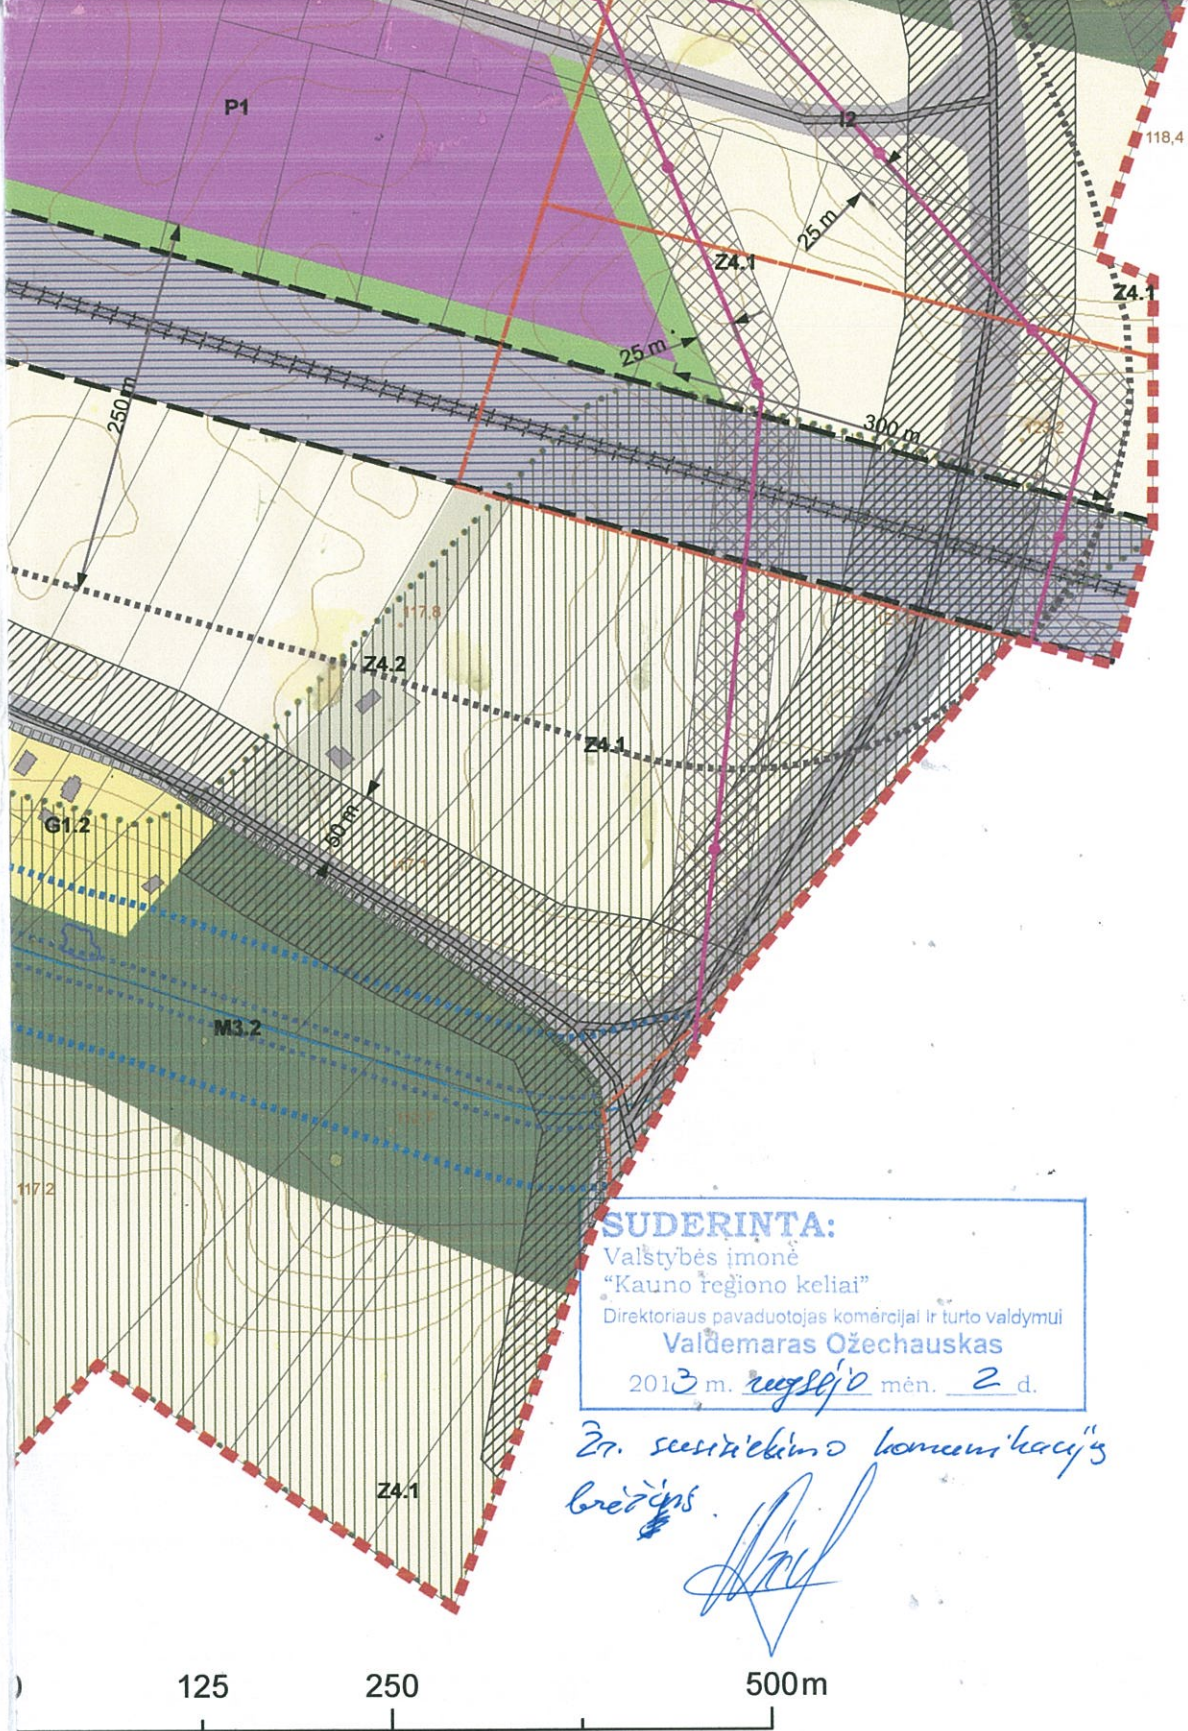 P1
I2
118,4
25 m
Z4.1
Z4.1
25 m
250 m
300 m
117,8
Z4.2
Z4.1
G1.2
50 m
M3.2
117 2
SUDERINTA:
Valstybės įmonė
“Kauno regiono keliai”
Direktoriaus pavaduotojas komercijai ir turto valdymui
Valdemaras Ožechauskas
2013 m. rugsėjo mėn. 2 d.
Žr. susisiekimo komunikacijų
brėžinį.
Z4.1
125 250 500m